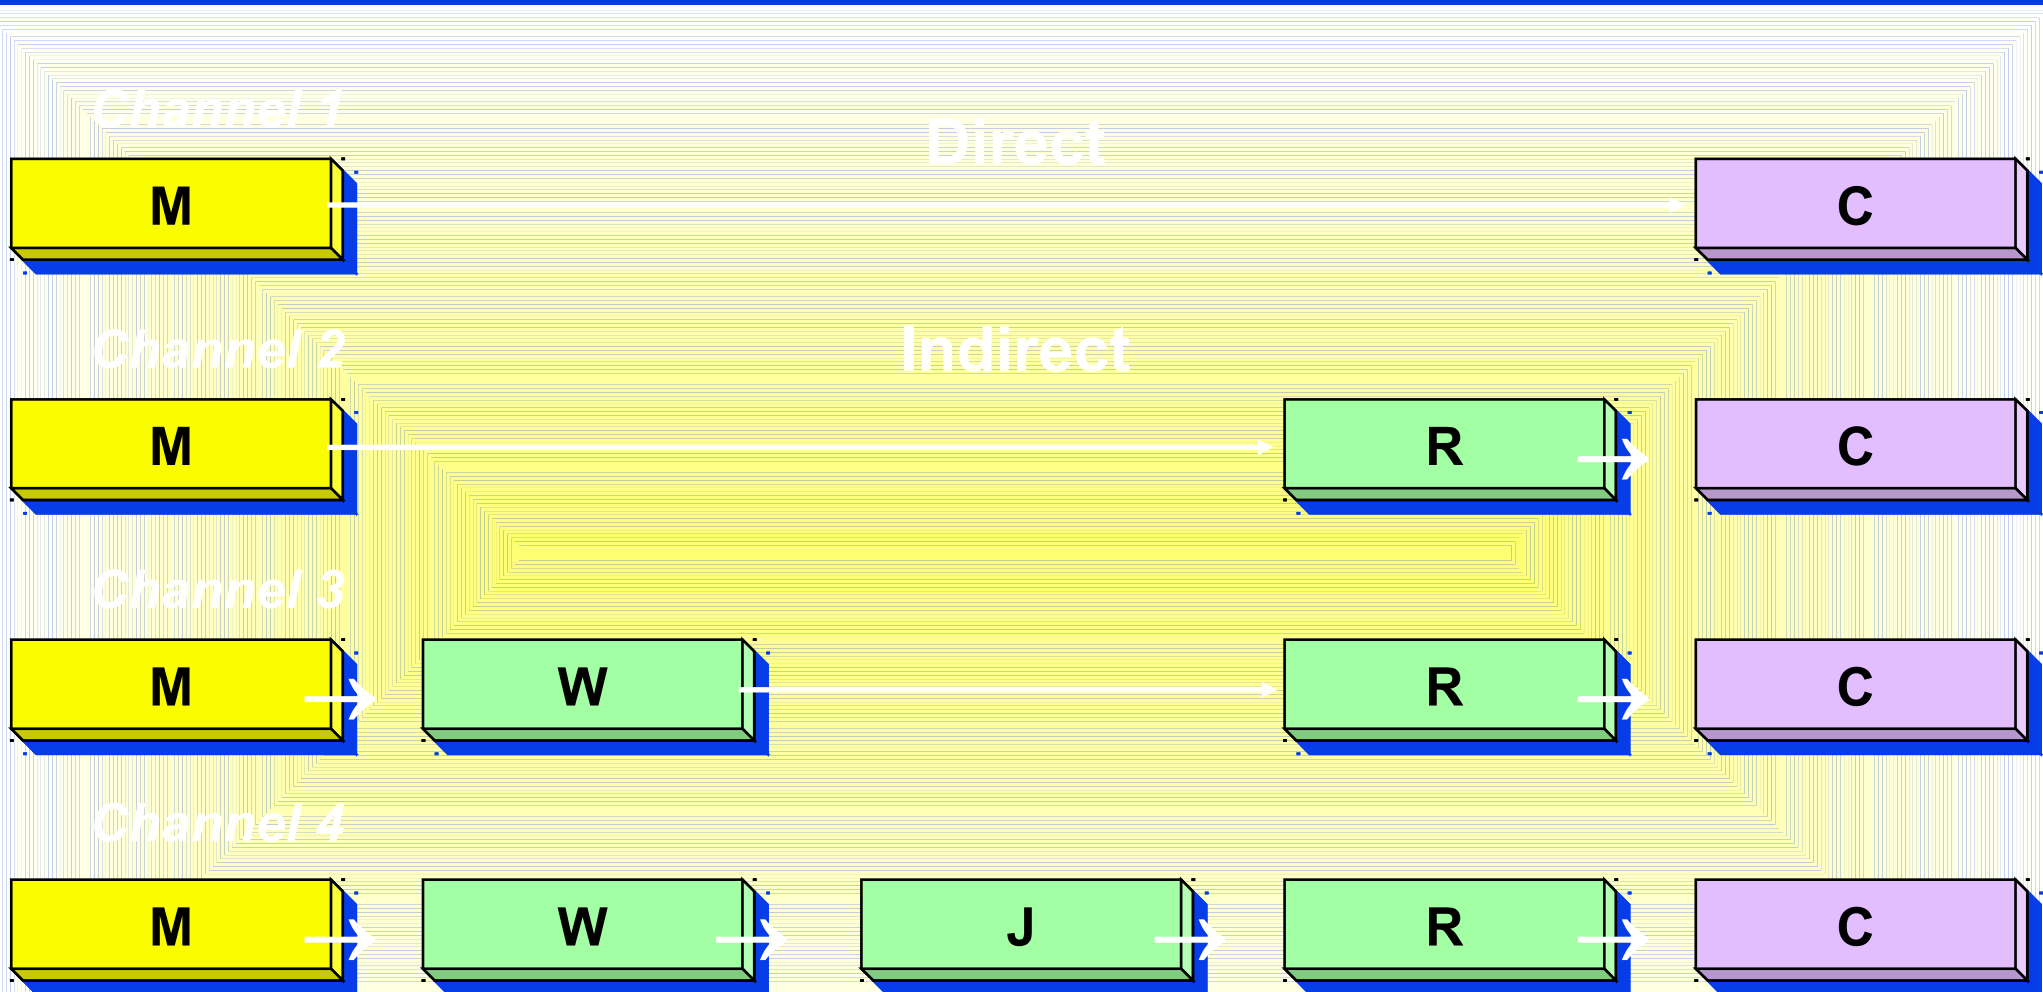 Channel 1
Direct
M C
Channel 2
Indirect
M R C
Channel 3
M W R C
Channel 4
M W J R C